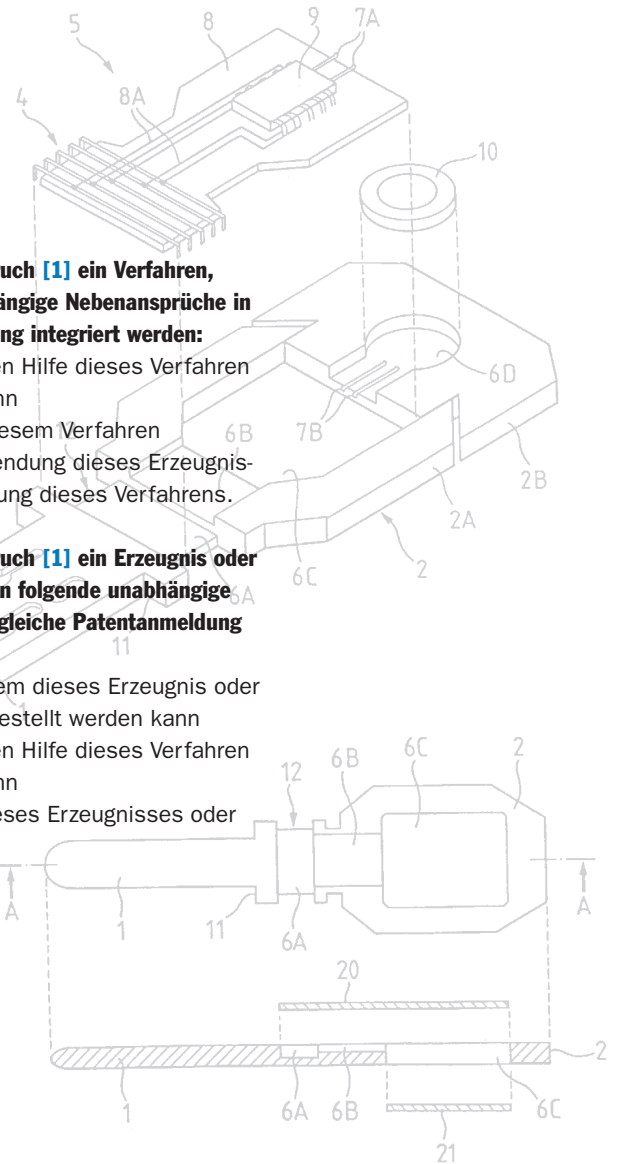 5
8
9
7A
4
8A
10
ruch [1] ein Verfahren,
ängige Nebenansprüche in
ng integriert werden:
en Hilfe dieses Verfahren
nn
esem Verfahren
endung dieses Erzeugnis-
ung dieses Verfahrens.
6D
6B
7B
2B
2A
2
ruch [1] ein Erzeugnis oder
n folgende unabhängige
gleiche Patentanmeldung
6A
6C
11
em dieses Erzeugnis oder
estellt werden kann
en Hilfe dieses Verfahren
nn
eses Erzeugnisses oder
12
6B
6C
2
A
1
11
6A
A
20
1
6A
6B
6C
2
21